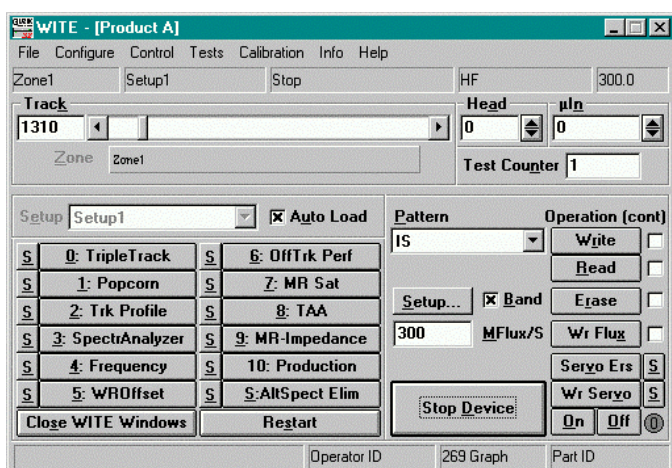 WITE - [Product A]
File Configure Control Tests Calibration Info Help
Zone1 Setup1 Stop HF 300.0
Track Head µIn
1310 0 0
Zone Zone1
Test Counter 1
Setup Setup1 Auto Load Pattern Operation (cont)
IS Write
S 0: TripleTrack S 6: OffTrk Perf Read
S 1: Popcorn S 7: MR Sat
S 2: Trk Profile S 8: TAA Setup... Band Erase
S 3: SpectrAnalyzer S 9: MR-Impedance 300 MFlux/S Wr Flux
S 4: Frequency S 10: Production Servo Ers S
S 5: WROffset S S:AltSpect Elim Stop Device Wr Servo S
Close WITE Windows Restart On Off 0
Operator ID 269 Graph Part ID